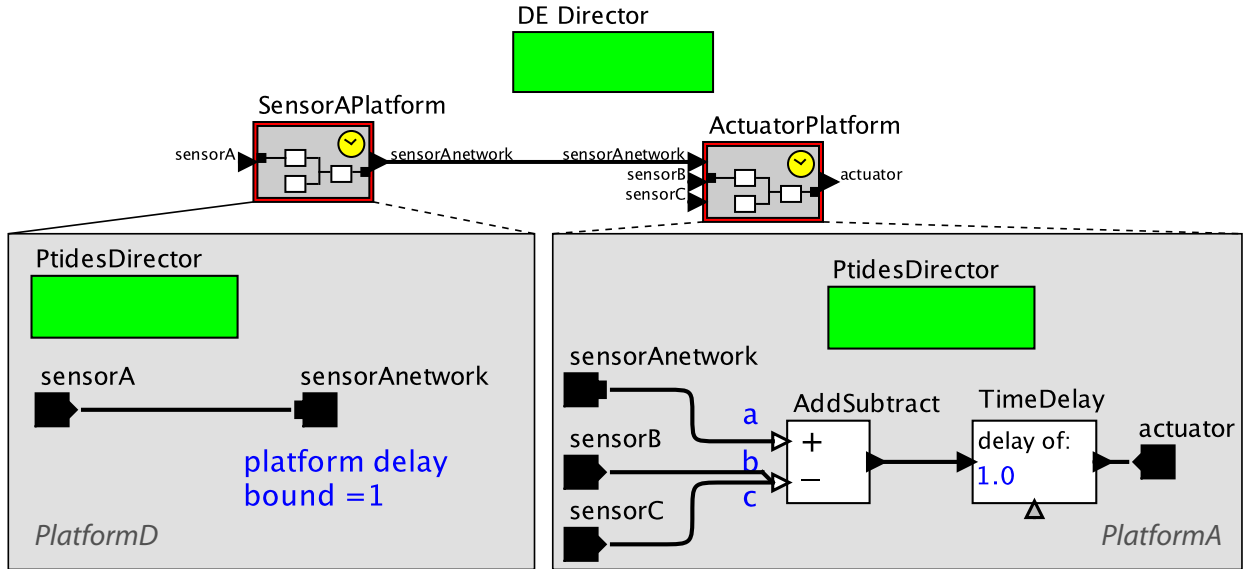 DE Director
SensorAPlatform
ActuatorPlatform
sensorA
sensorAnetwork
sensorAnetwork
sensorB
sensorC
actuator
PtidesDirector
sensorA
sensorAnetwork
platform delay
bound =1
PlatformD
PtidesDirector
sensorAnetwork
sensorB
sensorC
a
b
c
AddSubtract
+
−
TimeDelay
delay of:
1.0
actuator
PlatformA